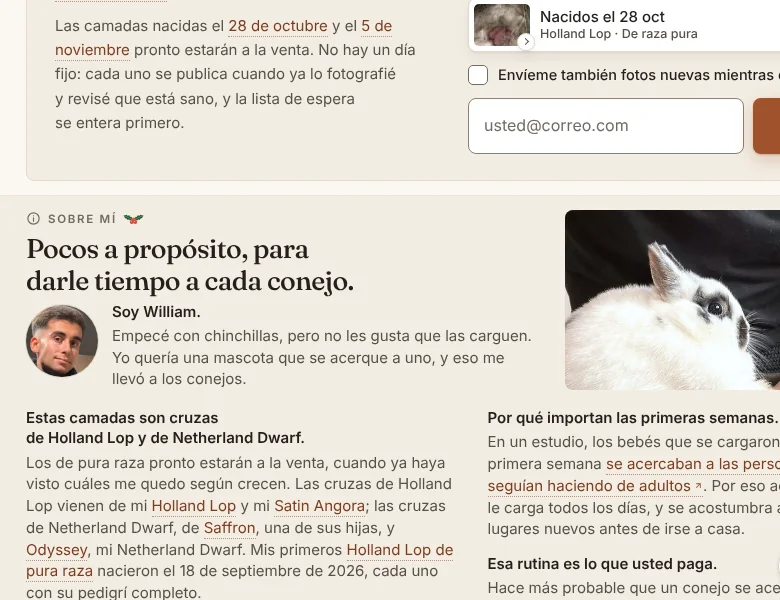 Las camadas nacidas el 28 de octubre y el 5 de
noviembre pronto estarán a la venta. No hay un día
fijo: cada uno se publica cuando ya lo fotografié
y revisé que está sano, y la lista de espera
se entera primero.
Nacidos el 28 oct
Holland Lop · De raza pura
Envíeme también fotos nuevas mientras
usted@correo.com
SOBRE MÍ
Pocos a propósito, para
darle tiempo a cada conejo.
Soy William.
Empecé con chinchillas, pero no les gusta que las carguen.
Yo quería una mascota que se acerque a uno, y eso me
llevó a los conejos.
Estas camadas son cruzas
de Holland Lop y de Netherland Dwarf.
Los de pura raza pronto estarán a la venta, cuando ya haya
visto cuáles me quedo según crecen. Las cruzas de Holland
Lop vienen de mi Holland Lop y mi Satin Angora; las cruzas
de Netherland Dwarf, de Saffron, una de sus hijas, y
Odyssey, mi Netherland Dwarf. Mis primeros Holland Lop de
pura raza nacieron el 18 de septiembre de 2026, cada uno
con su pedigrí completo.
Por qué importan las primeras semanas.
En un estudio, los bebés que se cargaron
primera semana se acercaban a las
seguían haciendo de adultos ↗. Por eso
le carga todos los días, y se acostumbra a
lugares nuevos antes de irse a casa.
Esa rutina es lo que usted paga.
Hace más probable que un conejo se